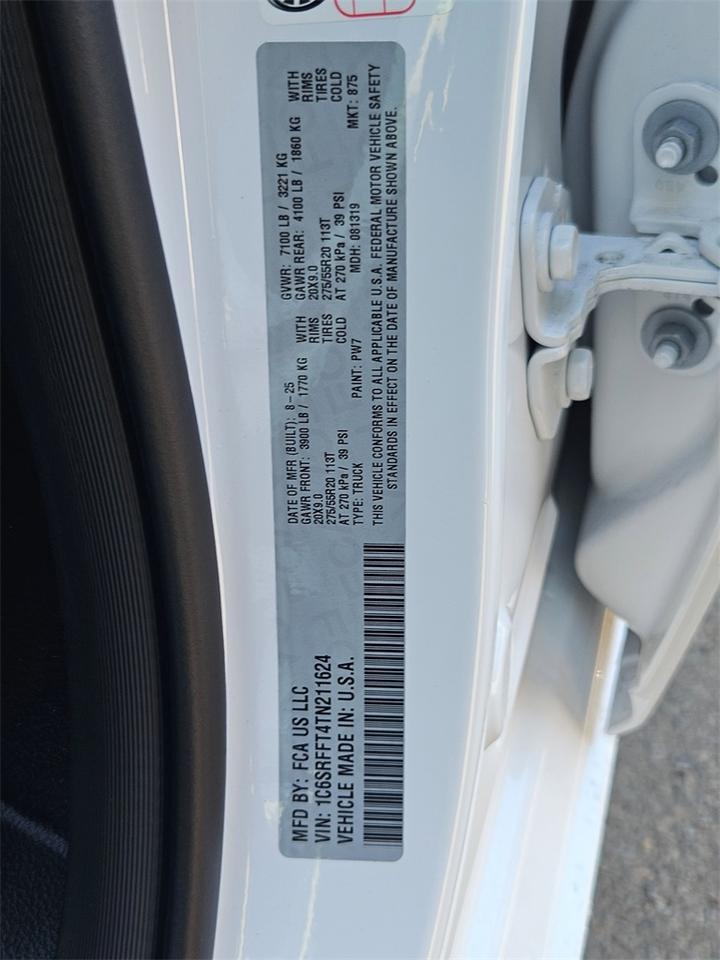 MFD BY: FCA US LLC
VIN: 1C6SRFFT4TN211624
VEHICLE MADE IN: U.S.A.
DATE OF MFR (BUILT): 8-25 GVWR: 7100 LB / 3221 KG
GAWR FRONT: 3900 LB / 1770 KG WITH GAWR REAR: 4100 LB / 1860 KG WITH
20X9.0 RIMS 20X9.0 RIMS
275/55R20 113T TIRES 275/55R20 113T TIRES
AT 270 kPa / 39 PSI COLD AT 270 kPa / 39 PSI COLD
TYPE: TRUCK PAINT: PW7 MDH: 081319 MKT: 875
THIS VEHICLE CONFORMS TO ALL APPLICABLE U.S.A. FEDERAL MOTOR VEHICLE SAFETY
STANDARDS IN EFFECT ON THE DATE OF MANUFACTURE SHOWN ABOVE.